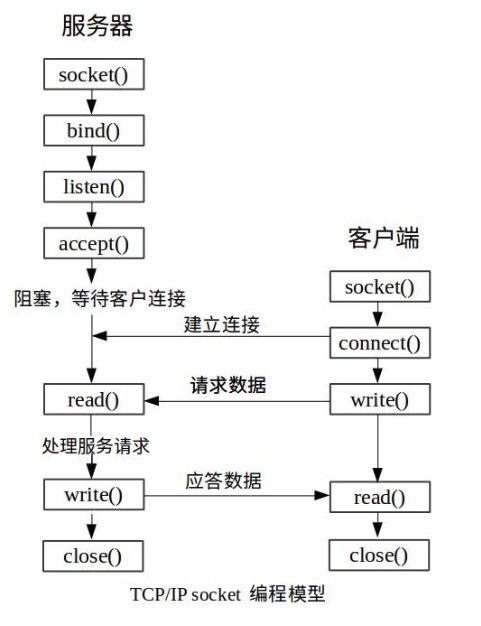 服务器
socket()
bind()
listen()
accept()
客户端
阻塞，等待客户连接
socket()
建立连接
connect()
read()
请求数据
write()
处理服务请求
write()
应答数据
read()
close()
close()
TCP/IP socket 编程模型